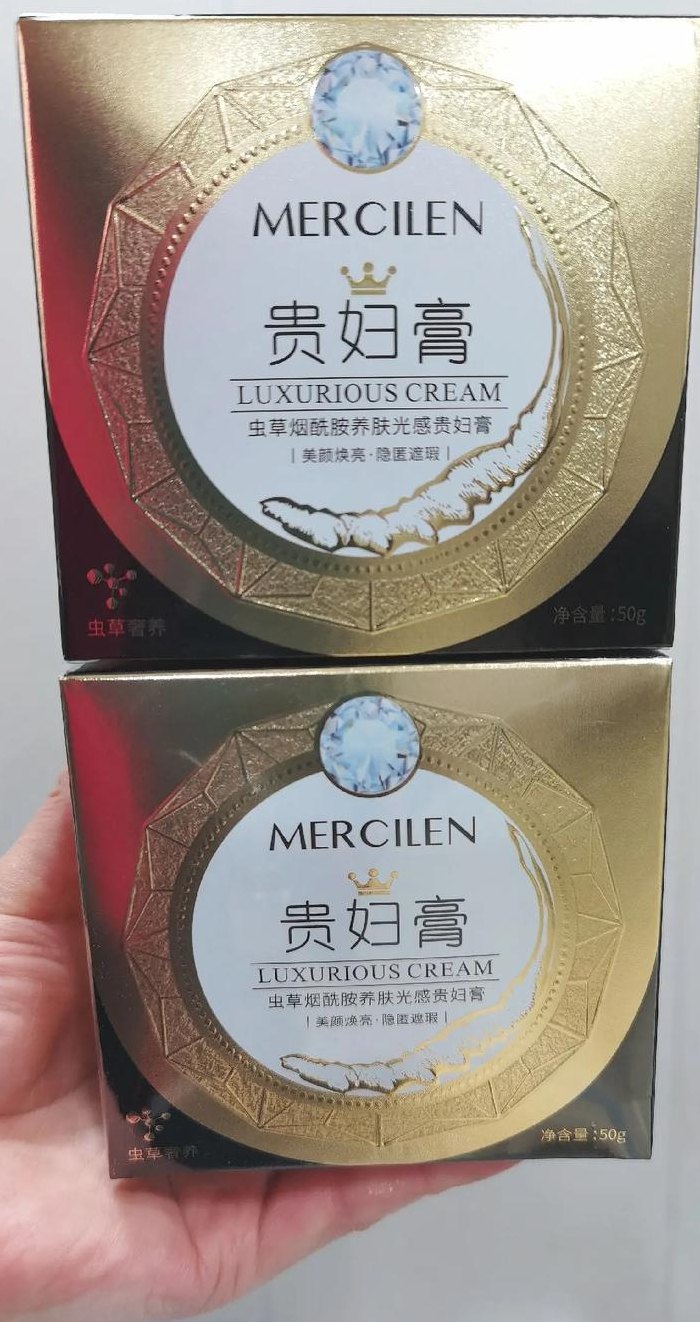 MERCILEN
贵妇膏
LUXURIOUS CREAM
虫草烟酰胺养肤光感贵妇膏
美颜焕亮·隐匿遮瑕
虫草奢养
净含量:50g
MERCILEN
贵妇膏
LUXURIOUS CREAM
虫草烟酰胺养肤光感贵妇膏
美颜焕亮·隐匿遮瑕
虫草奢养
净含量:50g